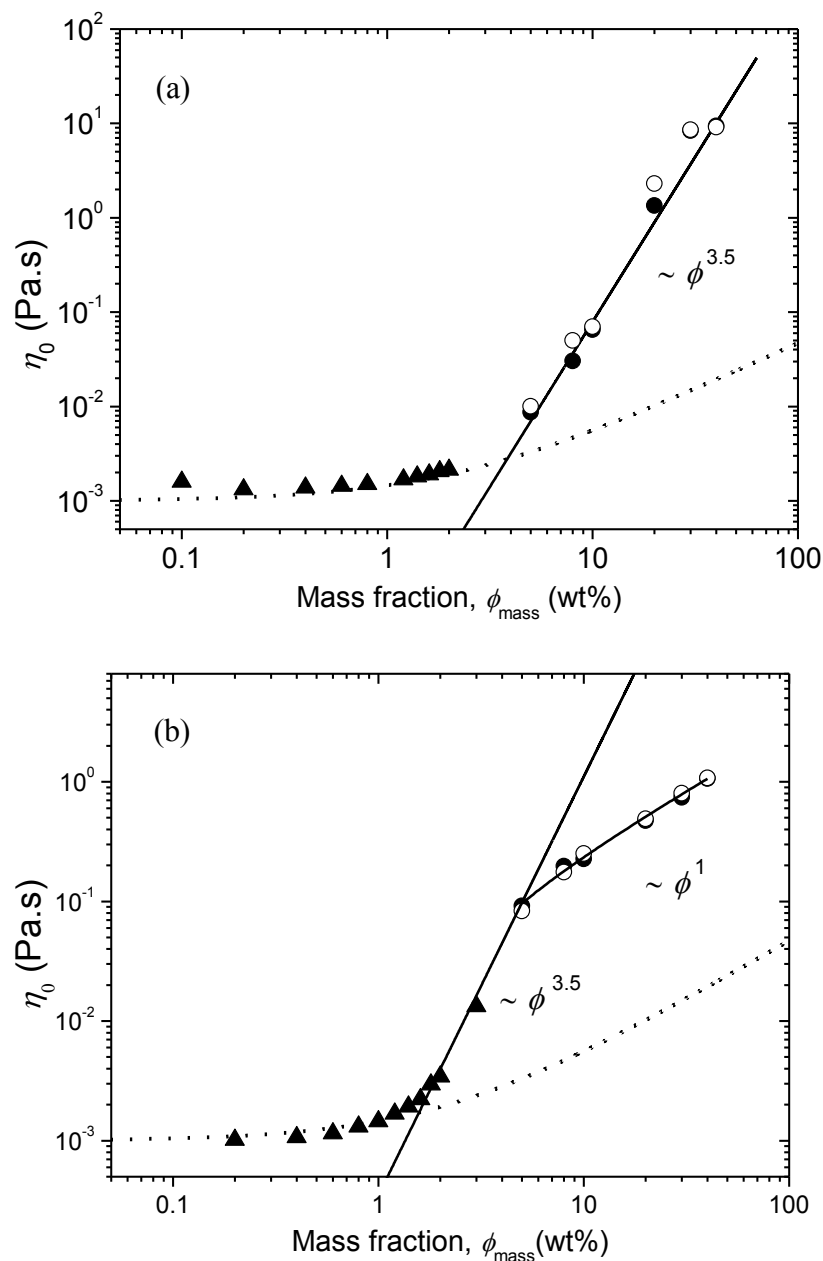 (a)
10^2
10^1
10^0
10^-1
10^-2
10^-3
η_0 (Pa.s)
~ ϕ^3.5
0.1 1 10 100
Mass fraction, ϕ_mass (wt%)
(b)
10^0
10^-1
10^-2
10^-3
η_0 (Pa.s)
~ ϕ^1
~ ϕ^3.5
0.1 1 10 100
Mass fraction, ϕ_mass(wt%)